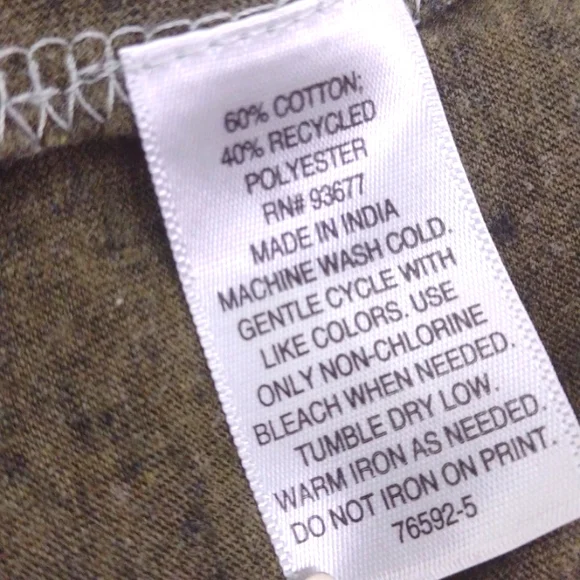 60% COTTON;
40% RECYCLED
POLYESTER
RN# 93677
MADE IN INDIA
MACHINE WASH COLD.
GENTLE CYCLE WITH
LIKE COLORS. USE
ONLY NON-CHLORINE
BLEACH WHEN NEEDED.
TUMBLE DRY LOW.
WARM IRON AS NEEDED.
DO NOT IRON ON PRINT.
76592-5